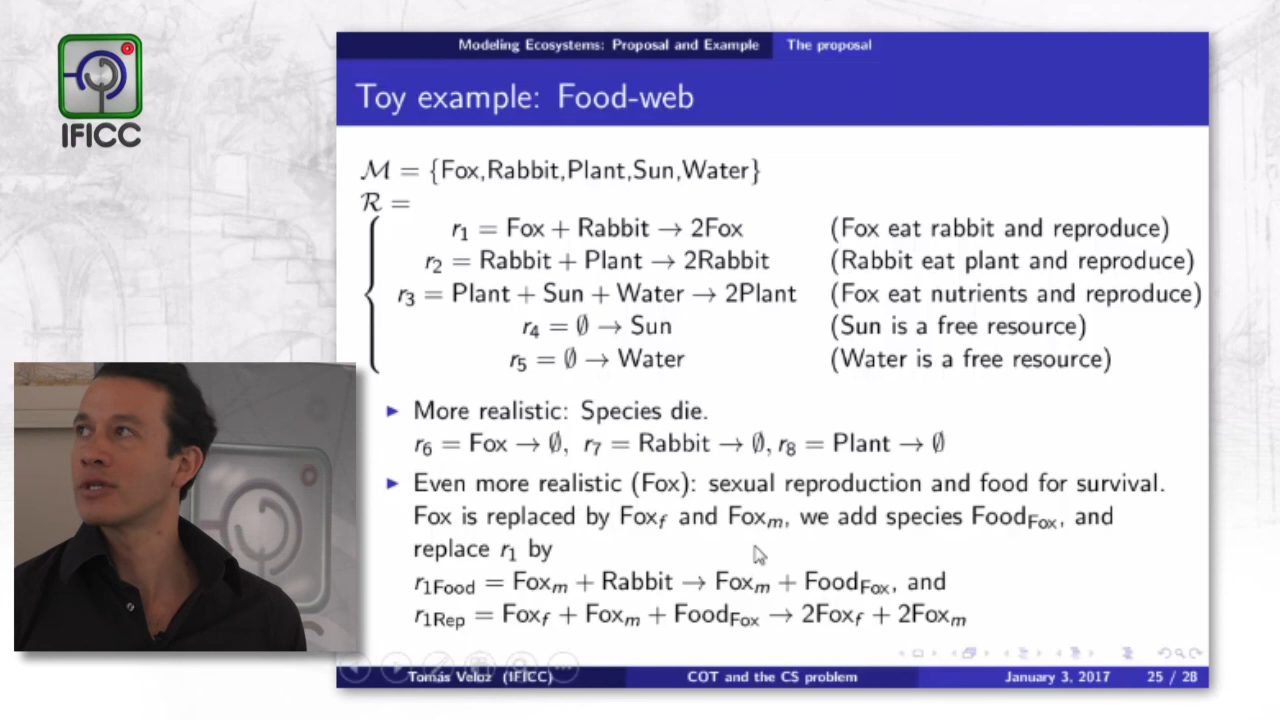 IFICC
Modeling Ecosystems: Proposal and Example The proposal
Toy example: Food-web
ℳ = {Fox,Rabbit,Plant,Sun,Water}
ℛ =
r₁ = Fox + Rabbit → 2Fox (Fox eat rabbit and reproduce)
r₂ = Rabbit + Plant → 2Rabbit (Rabbit eat plant and reproduce)
r₃ = Plant + Sun + Water → 2Plant (Fox eat nutrients and reproduce)
r₄ = ∅ → Sun (Sun is a free resource)
r₅ = ∅ → Water (Water is a free resource)
▶ More realistic: Species die.
r₆ = Fox → ∅, r₇ = Rabbit → ∅, r₈ = Plant → ∅
▶ Even more realistic (Fox): sexual reproduction and food for survival.
Fox is replaced by Fox_f and Fox_m, we add species Food_Fox, and
replace r₁ by
r_1Food = Fox_m + Rabbit → Fox_m + Food_Fox, and
r_1Rep = Fox_f + Fox_m + Food_Fox → 2Fox_f + 2Fox_m
Tomás Veloz (IFICC) COT and the CS problem January 3, 2017 25 / 28